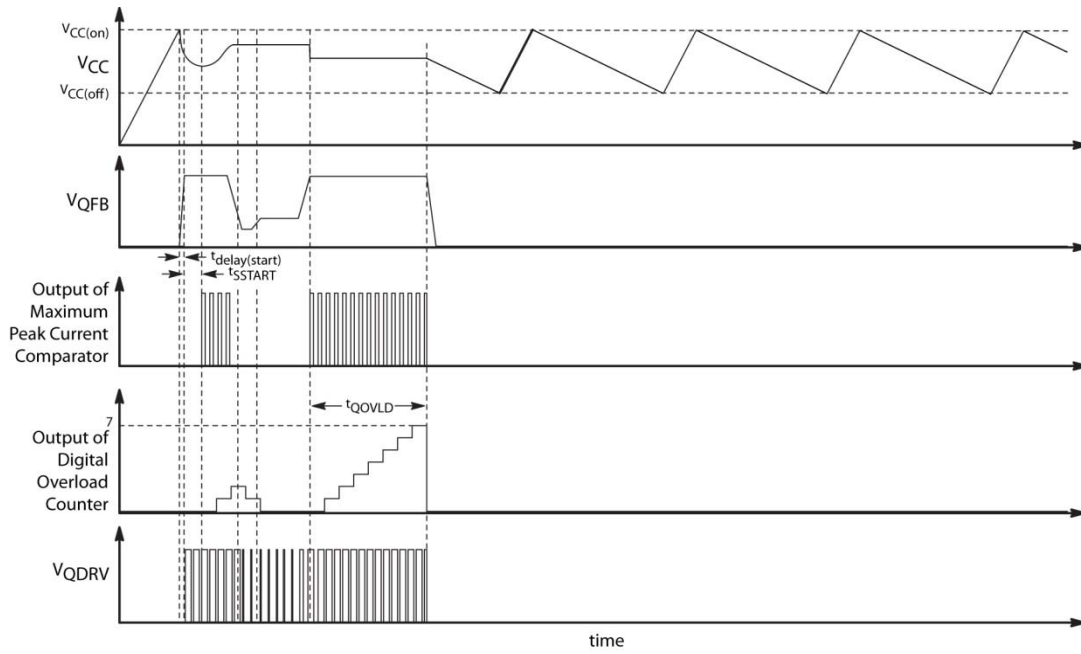 VCC(on)
VCC
VCC(off)
VQFB
tdelay(start)
tSSTART
Output of
Maximum
Peak Current
Comparator
tQOVLD
7
Output of
Digital
Overload
Counter
VQDRV
time